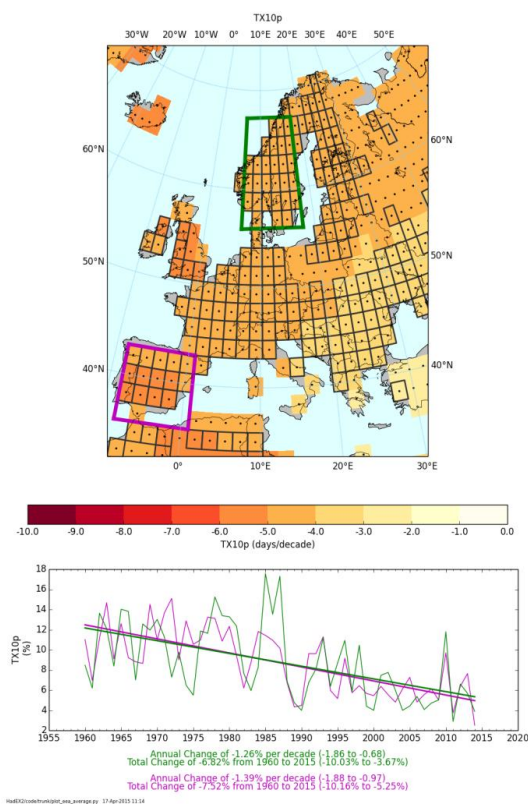 TX10p
30°W 20°W 10°W 0° 10°E 20°E 30°E 40°E 50°E
60°N 60°N
50°N 50°N
40°N 40°N
0° 10°E 20°E 30°E
-10.0 -9.0 -8.0 -7.0 -6.0 -5.0 -4.0 -3.0 -2.0 -1.0 0.0
TX10p (days/decade)
18
16
14
12
10
8
6
4
2
TX10p
(%)
1955 1960 1965 1970 1975 1980 1985 1990 1995 2000 2005 2010 2015 2020
Annual Change of -1.26% per decade (-1.86 to -0.68)
Total Change of -6.82% from 1960 to 2015 (-10.03% to -3.67%)
Annual Change of -1.39% per decade (-1.88 to -0.97)
Total Change of -7.52% from 1960 to 2015 (-10.16% to -5.25%)
HadEX2/code/trunk/plot_eea_average.py 17-Apr-2015 11:14